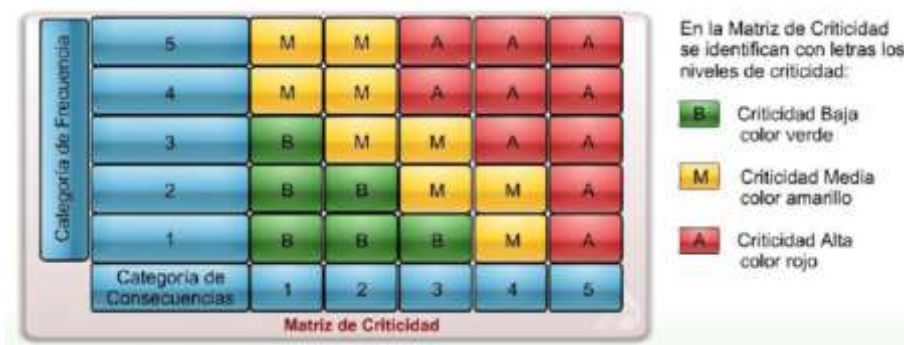 Categoría de Frecuencia
5 M M A A A
4 M M A A A
3 B M M A A
2 B B M M A
1 B B B M A
Categoría de
Consecuencias
1 2 3 4 5
Matriz de Criticidad
En la Matriz de Criticidad
se identifican con letras los
niveles de criticidad:
B Criticidad Baja
color verde
M Criticidad Media
color amarillo
A Criticidad Alta
color rojo